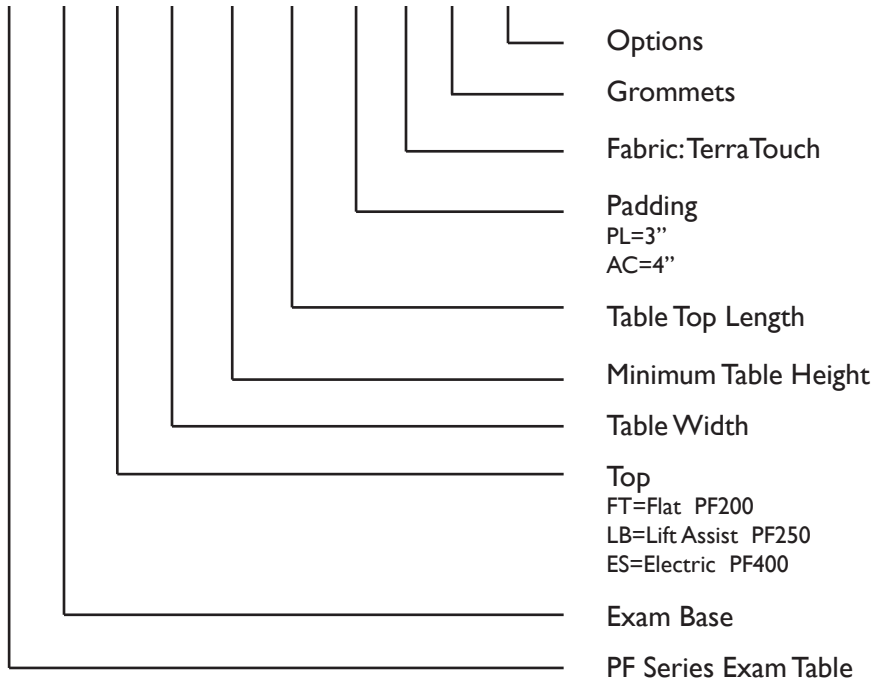 Options
Grommets
Fabric: TerraTouch
Padding
PL=3”
AC=4”
Table Top Length
Minimum Table Height
Table Width
Top
FT=Flat PF200
LB=Lift Assist PF250
ES=Electric PF400
Exam Base
PF Series Exam Table